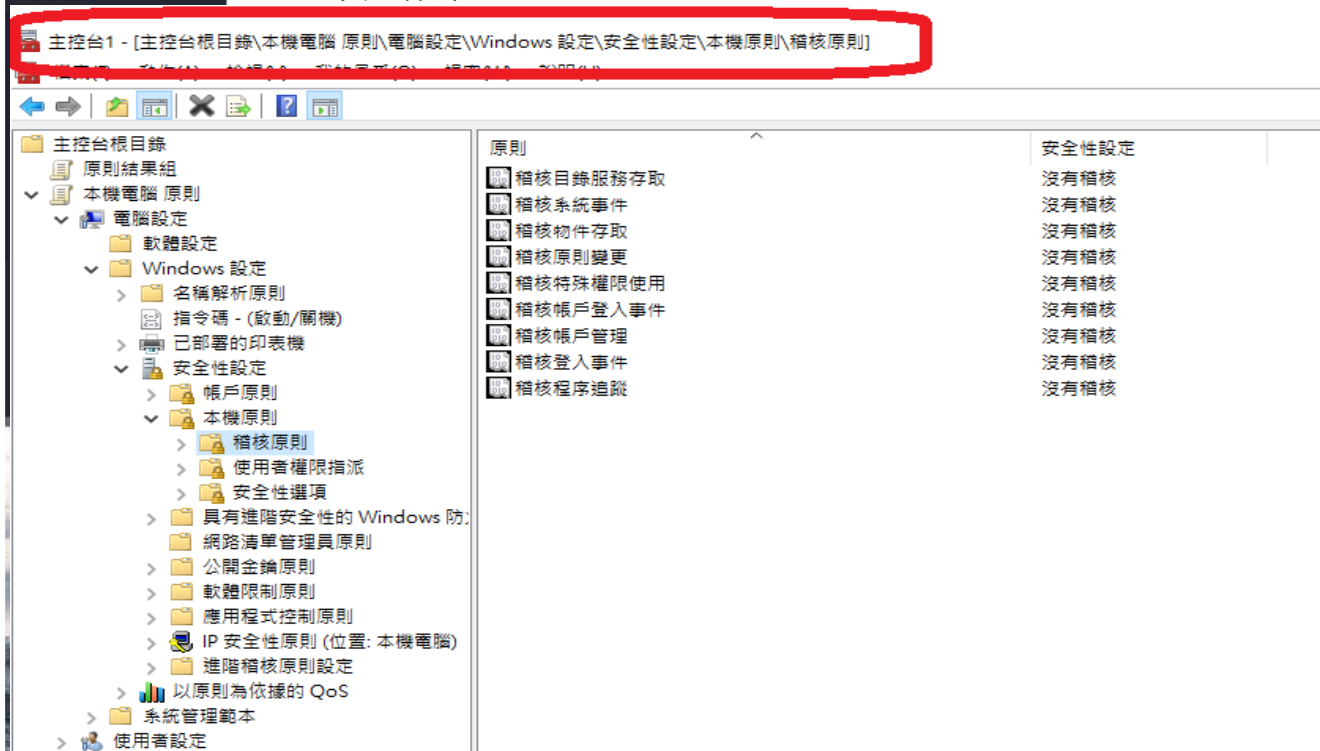 主控台1 - [主控台根目錄\本機電腦 原則\電腦設定\Windows 設定\安全性設定\本機原則\稽核原則]
主控台根目錄
原則結果組
本機電腦 原則
電腦設定
軟體設定
Windows 設定
名稱解析原則
指令碼 - (啟動/關機)
已部署的印表機
安全性設定
帳戶原則
本機原則
稽核原則
使用者權限指派
安全性選項
具有進階安全性的 Windows 防
網路清單管理員原則
公開金鑰原則
軟體限制原則
應用程式控制原則
IP 安全性原則 (位置: 本機電腦)
進階稽核原則設定
以原則為依據的 QoS
系統管理範本
使用者設定
原則 安全性設定
稽核目錄服務存取 沒有稽核
稽核系統事件 沒有稽核
稽核物件存取 沒有稽核
稽核原則變更 沒有稽核
稽核特殊權限使用 沒有稽核
稽核帳戶登入事件 沒有稽核
稽核帳戶管理 沒有稽核
稽核登入事件 沒有稽核
稽核程序追蹤 沒有稽核